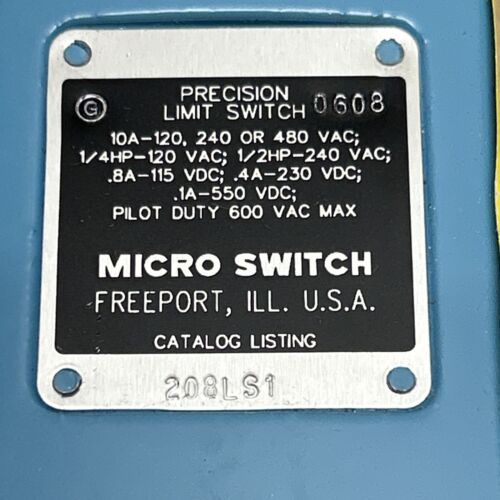 PRECISION
LIMIT SWITCH 0608
G
10A-120, 240 OR 480 VAC;
1/4HP-120 VAC; 1/2HP-240 VAC;
.8A-115 VDC; .4A-230 VDC;
.1A-550 VDC;
PILOT DUTY 600 VAC MAX
MICRO SWITCH
FREEPORT, ILL. U.S.A.
CATALOG LISTING
208LS1